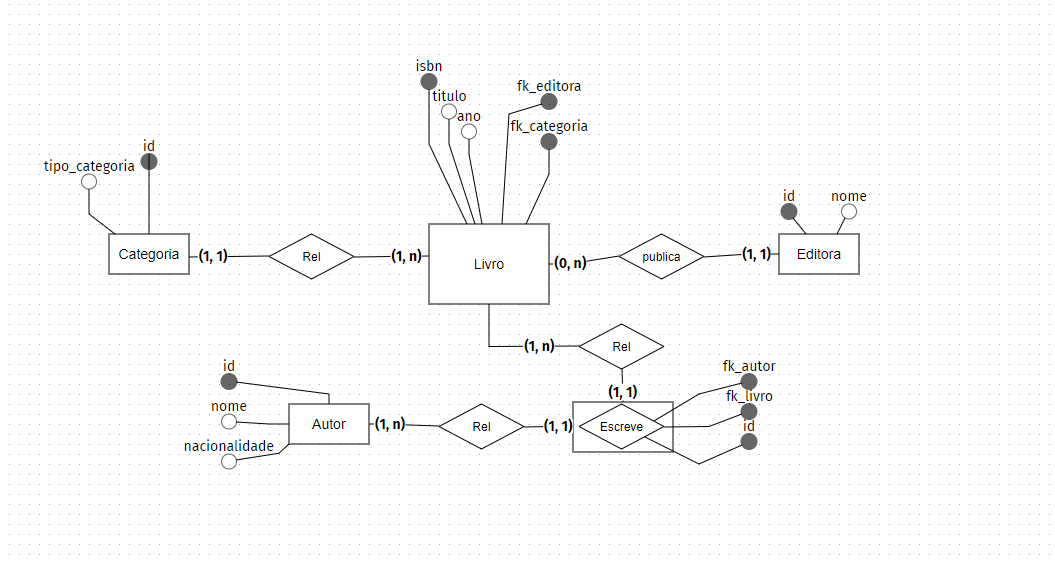 isbn
titulo
ano
fk_editora
fk_categoria
id
tipo_categoria
id
nome
Categoria
(1, 1)
Rel
(1, n)
Livro
(0, n)
publica
(1, 1)
Editora
(1, n)
Rel
(1, 1)
id
nome
nacionalidade
Autor
(1, n)
Rel
(1, 1)
Escreve
fk_autor
fk_livro
id